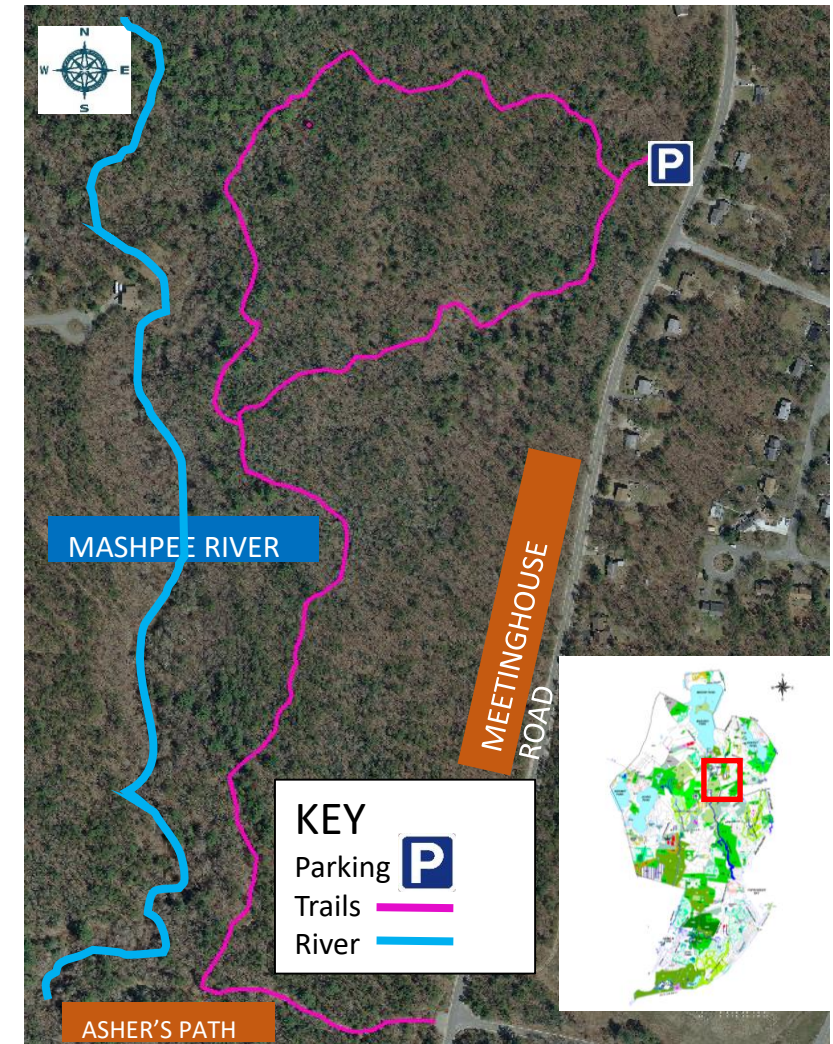 N
W E
S
P
MASHPEE RIVER
MEETINGHOUSE
ROAD
KEY
Parking P
Trails
River
ASHER'S PATH